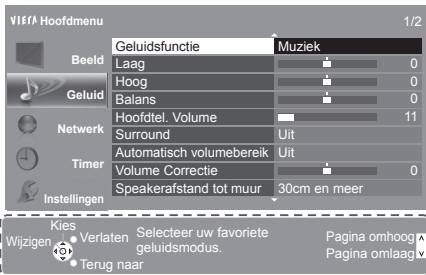 VIErA Hoofdmenu 1/2
Beeld
Geluid
Netwerk
Timer
Instellingen
Geluidsfunctie Muziek
Laag 0
Hoog 0
Balans 0
Hoofdtel. Volume 11
Surround Uit
Automatisch volumebereik Uit
Volume Correctie 0
Speakerafstand tot muur 30cm en meer
Kies
Wijzigen
Verlaten
Terug naar
Selecteer uw favoriete
geluidsmodus.
Pagina omhoog
Pagina omlaag